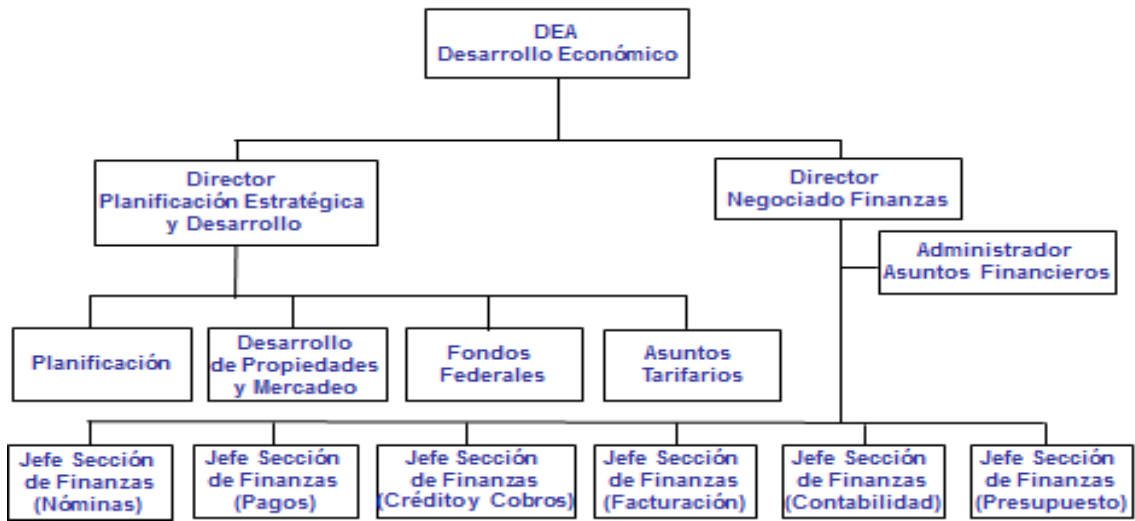 DEA
Desarrollo Económico
Director
Planificación Estratégica
y Desarrollo
Director
Negociado Finanzas
Administrador
Asuntos Financieros
Planificación
Desarrollo
de Propiedades
y Mercadeo
Fondos
Federales
Asuntos
Tarifarios
Jefe Sección
de Finanzas
(Nóminas)
Jefe Sección
de Finanzas
(Pagos)
Jefe Sección
de Finanzas
(Crédito y Cobros)
Jefe Sección
de Finanzas
(Facturación)
Jefe Sección
de Finanzas
(Contabilidad)
Jefe Sección
de Finanzas
(Presupuesto)